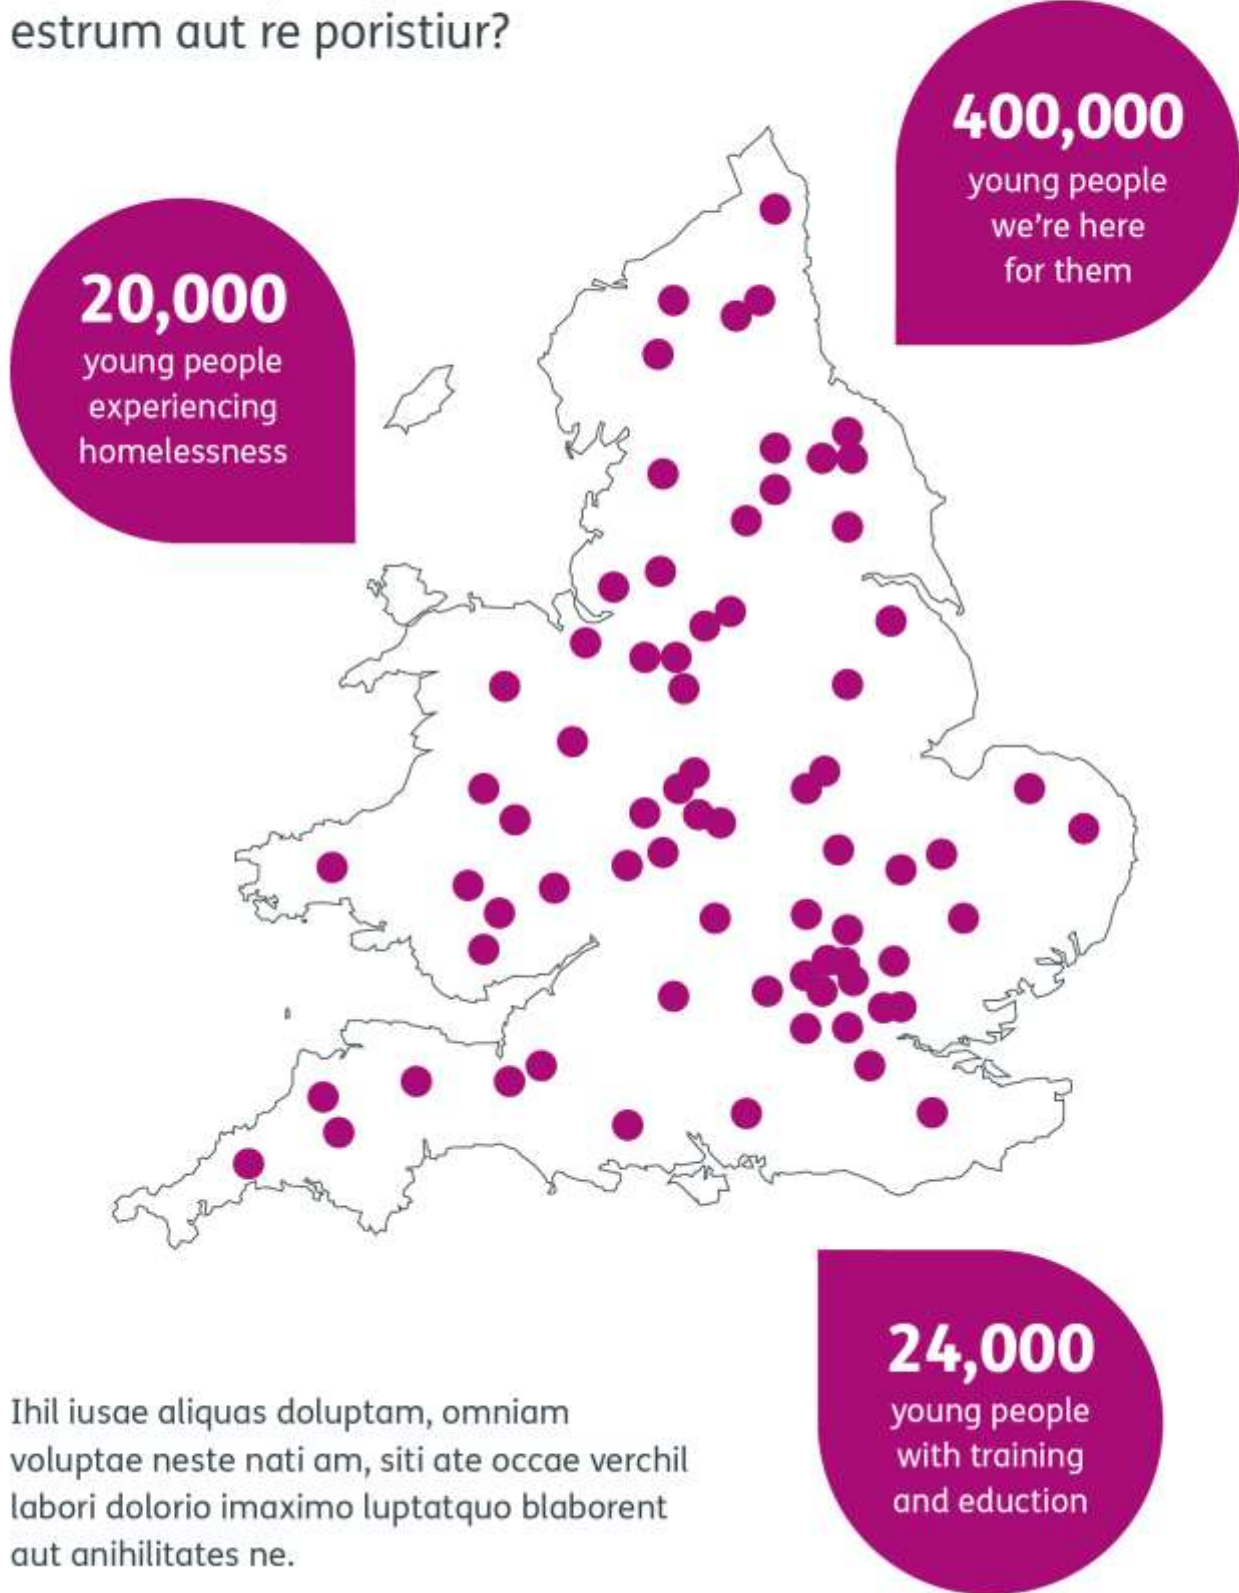 estrum aut re poristiur?
400,000
young people
we're here
for them
20,000
young people
experiencing
homelessness
24,000
young people
with training
and eduction
Ihil iusae aliquas doluptam, omniam
voluptae neste nati am, siti ate occae verchil
labori dolorio imaximo luptatquo blaborent
aut anihilitates ne.